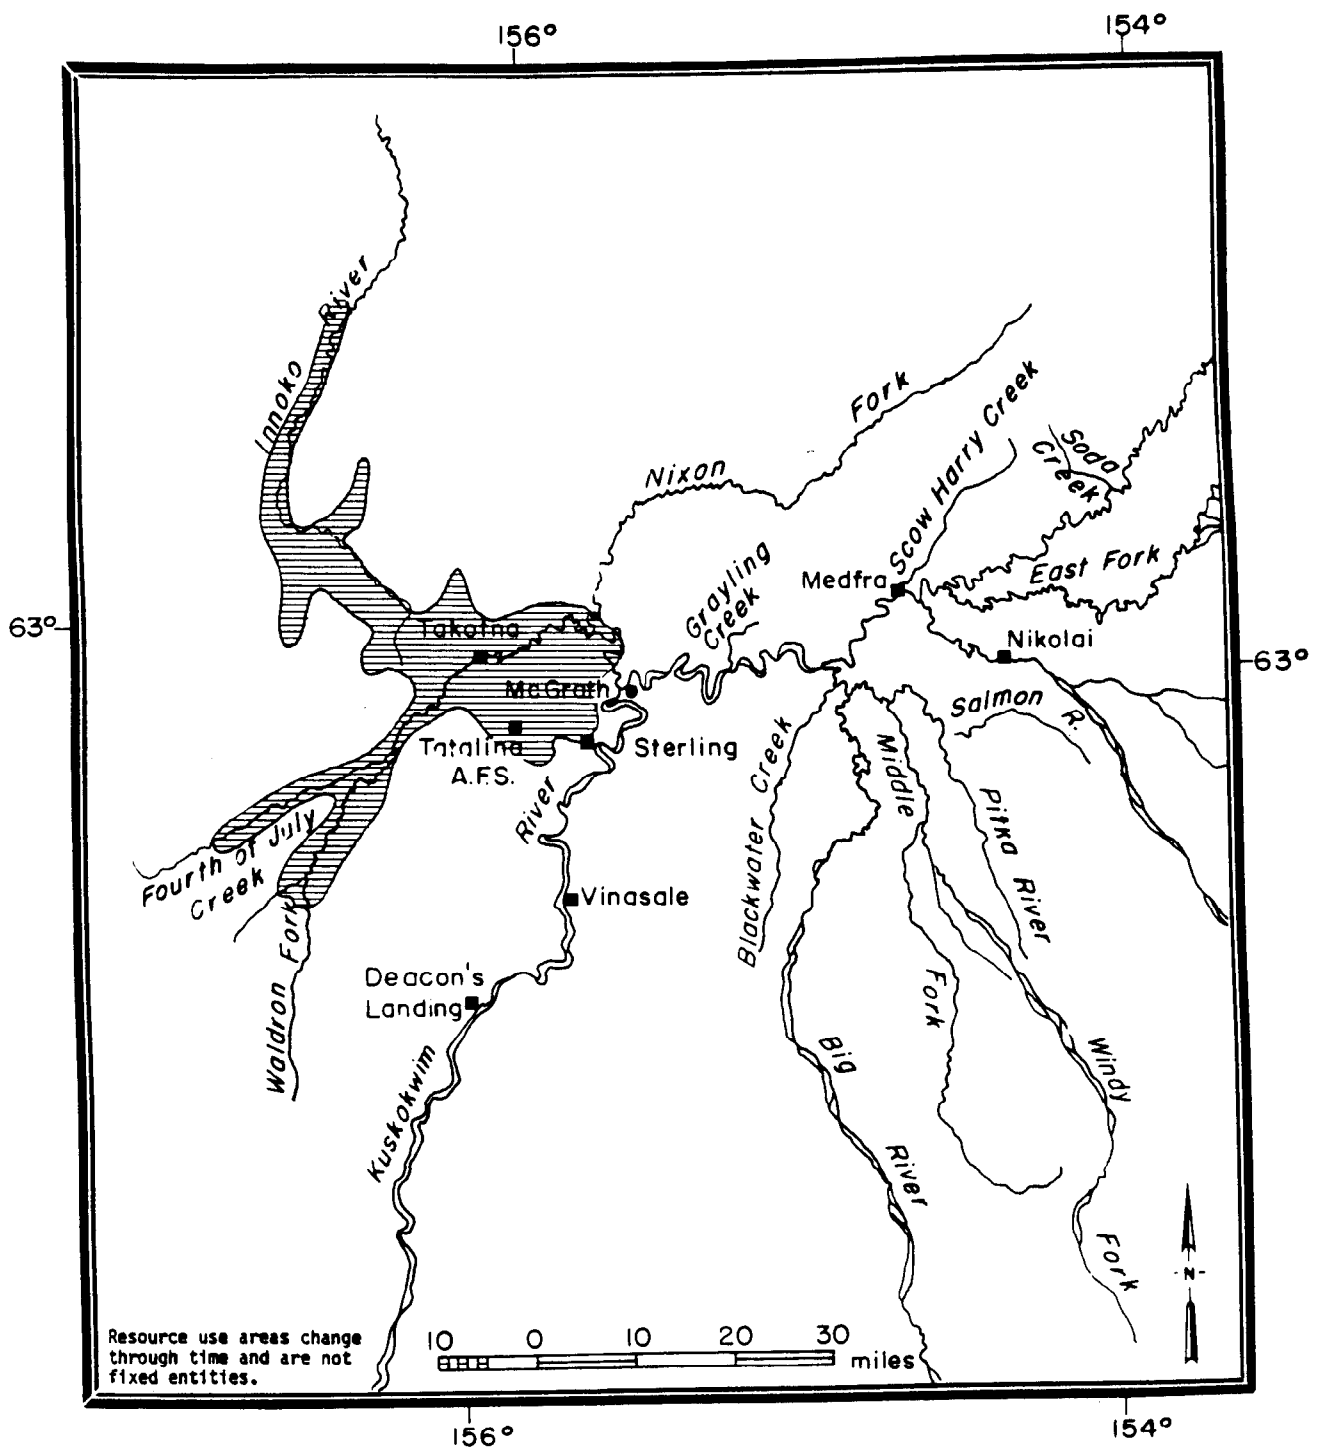 156°
154°
Innoko
River
Nixon
Fork
Scow Harry Creek
Soda
Creek
Grayling
Creek
Medfra
East Fork
63°
Takotna
Nikolai
63°
McGrath
Salmon
R.
Tatalina
A.F.S.
Sterling
River
Blackwater Creek
Middle
Fork
Pitka River
Fourth of July
Creek
Vinasale
Waldron Fork
Deacon's
Landing
Kuskokwim
Big
River
Windy
Fork
-N-
Resource use areas change
through time and are not
fixed entities.
10 0 10 20 30
miles
156°
154°